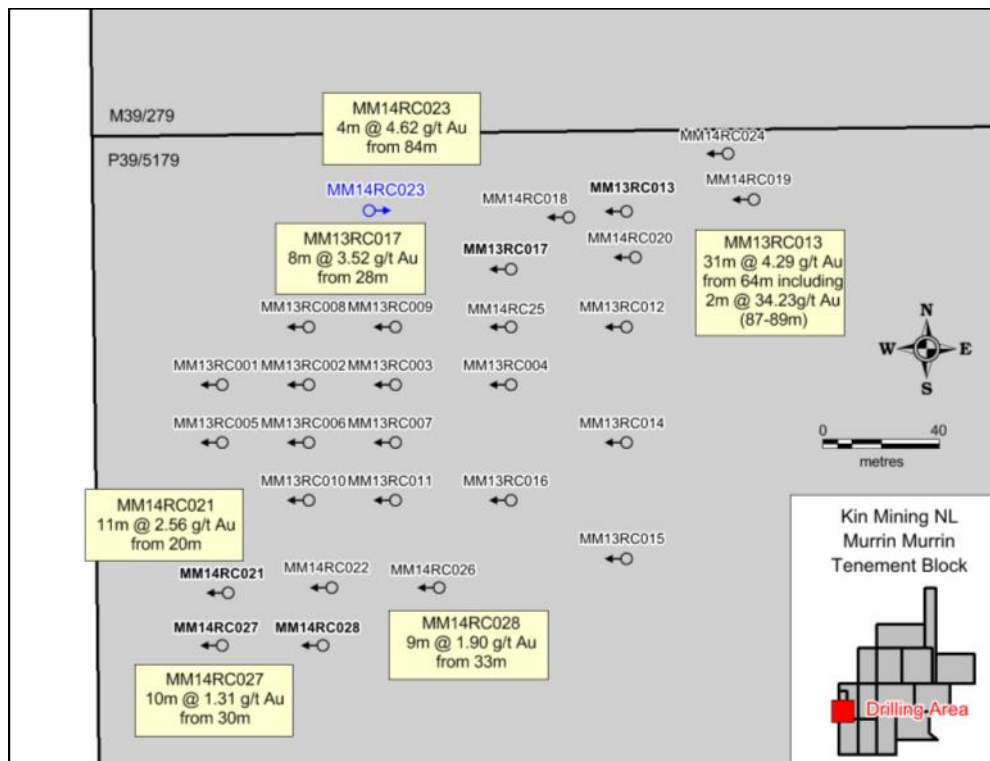 M39/279
P39/5179
MM14RC023
4m @ 4.62 g/t Au
from 84m
MM14RC024
MM14RC023
MM14RC018
MM13RC013
MM14RC019
MM13RC017
8m @ 3.52 g/t Au
from 28m
MM13RC017
MM14RC020
MM13RC013
31m @ 4.29 g/t Au
from 64m including
2m @ 34.23g/t Au
(87-89m)
MM13RC008
MM13RC009
MM14RC25
MM13RC012
N
W
E
S
MM13RC001
MM13RC002
MM13RC003
MM13RC004
MM13RC005
MM13RC006
MM13RC007
MM13RC014
0
40
metres
MM13RC010
MM13RC011
MM13RC016
MM14RC021
11m @ 2.56 g/t Au
from 20m
MM13RC015
MM14RC021
MM14RC022
MM14RC026
MM14RC027
MM14RC028
MM14RC028
9m @ 1.90 g/t Au
from 33m
MM14RC027
10m @ 1.31 g/t Au
from 30m
Kin Mining NL
Murrin Murrin
Tenement Block
Drilling Area